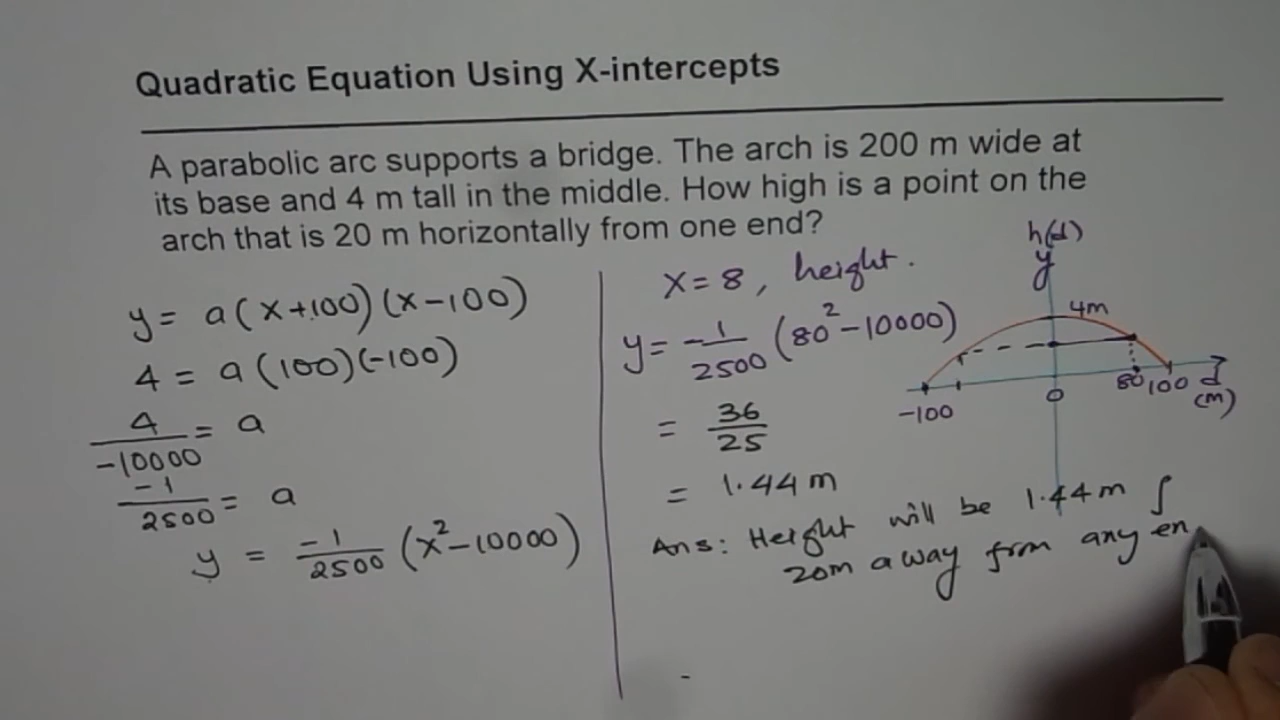 Quadratic Equation Using X-intercepts
A parabolic arc supports a bridge. The arch is 200 m wide at
its base and 4 m tall in the middle. How high is a point on the
arch that is 20 m horizontally from one end?
y = a(x+100)(x-100)
4 = a(100)(-100)
4/-10000 = a
-1/2500 = a
y = -1/2500 (x²-10000)
x=8, height.
y = -1/2500 (80²-10000)
= 36/25
= 1.44 m
Ans: Height will be 1.44 m
20m away from any en
h(d)
y
4m
-100
0
80
100
d
(m)